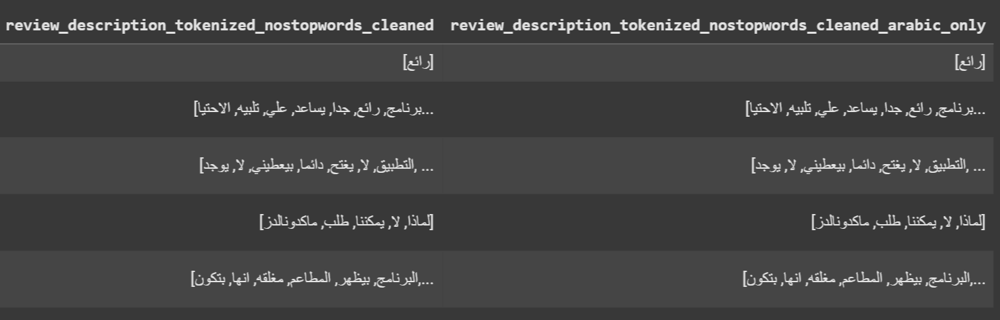 review_description_tokenized_nostopwords_cleaned review_description_tokenized_nostopwords_cleaned_arabic_only
[رائع] [رائع]
[برنامج, رائع, جدا, يساعد, علي, تلبيه, الاحتيا... [برنامج, رائع, جدا, يساعد, علي, تلبيه, الاحتيا...
[التطبيق, لا, يغتح, دائما, بيعطيني, لا, يوجد, ... [التطبيق, لا, يغتح, دائما, بيعطيني, لا, يوجد, ...
[لماذا, لا, يمكننا, طلب, ماكدونالدز] [لماذا, لا, يمكننا, طلب, ماكدونالدز]
[البرنامج, بيظهر, المطاعم, مغلقه, انها, بتكون,... [البرنامج, بيظهر, المطاعم, مغلقه, انها, بتكون,...